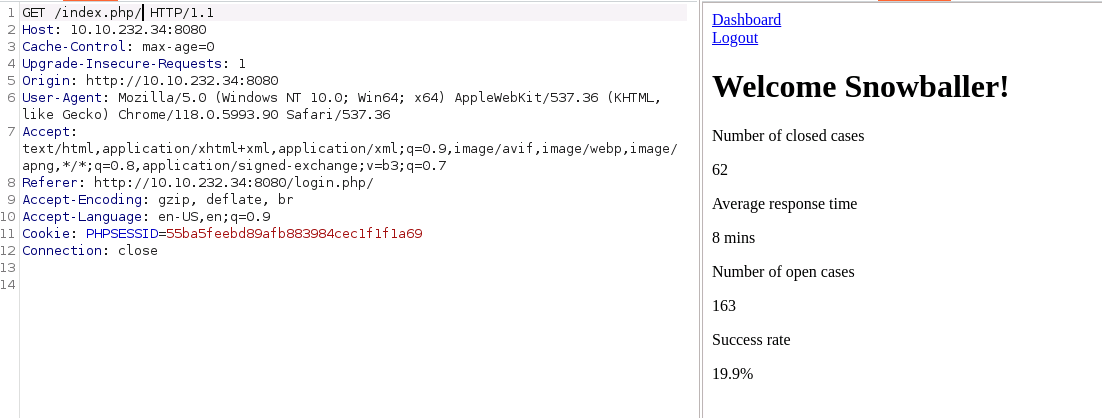 1 GET /index.php/ HTTP/1.1
2 Host: 10.10.232.34:8080
3 Cache-Control: max-age=0
4 Upgrade-Insecure-Requests: 1
5 Origin: http://10.10.232.34:8080
6 User-Agent: Mozilla/5.0 (Windows NT 10.0; Win64; x64) AppleWebKit/537.36 (KHTML,
like Gecko) Chrome/118.0.5993.90 Safari/537.36
7 Accept:
text/html,application/xhtml+xml,application/xml;q=0.9,image/avif,image/webp,image/
apng,*/*;q=0.8,application/signed-exchange;v=b3;q=0.7
8 Referer: http://10.10.232.34:8080/login.php/
9 Accept-Encoding: gzip, deflate, br
10 Accept-Language: en-US,en;q=0.9
11 Cookie: PHPSESSID=55ba5feebd89afb883984cec1f1f1a69
12 Connection: close
13
14
Dashboard
Logout
Welcome Snowballer!
Number of closed cases
62
Average response time
8 mins
Number of open cases
163
Success rate
19.9%